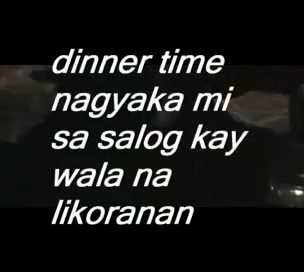 dinner time
nagyaka mi
sa salog kay
wala na
likoranan